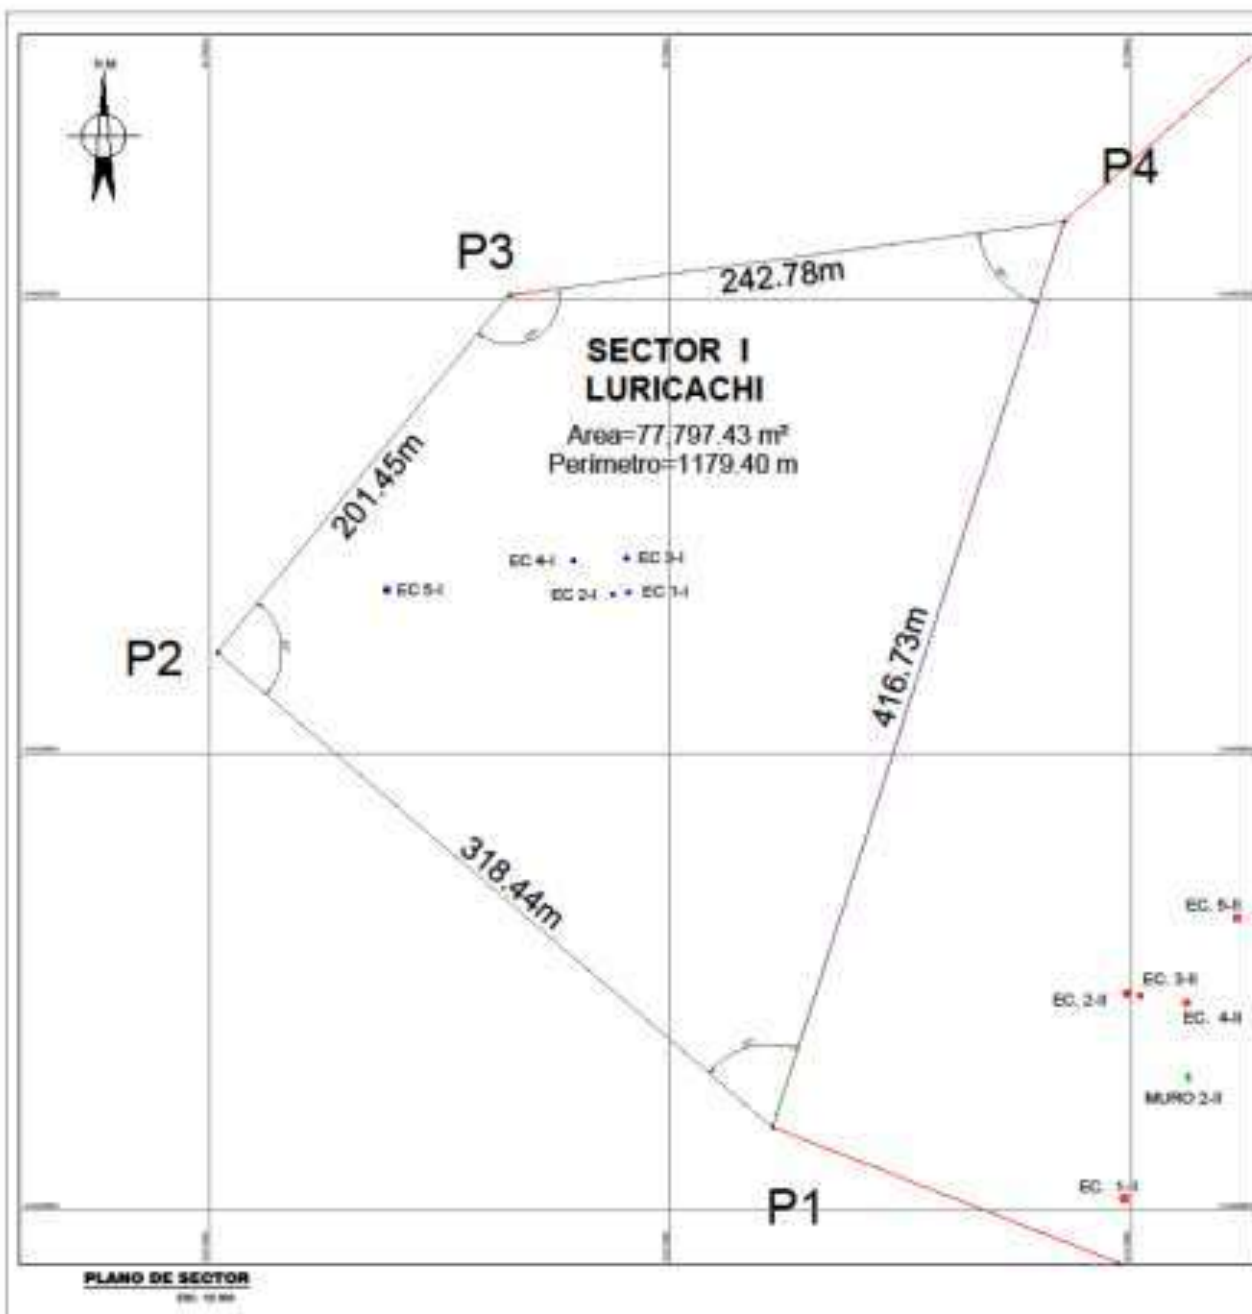 N M
P4
P3
242.78m
SECTOR I
LURICACHI
Area=77,797.43 m²
Perímetro=1179.40 m
201.45m
EC 4-I
EC 3-I
EC 5-I
EC 2-I
EC 1-I
P2
416.73m
318.44m
EC. 5-II
EC. 3-II
EC. 2-II
EC. 4-II
MURO 2-II
EC. 1-II
P1
PLANO DE SECTOR